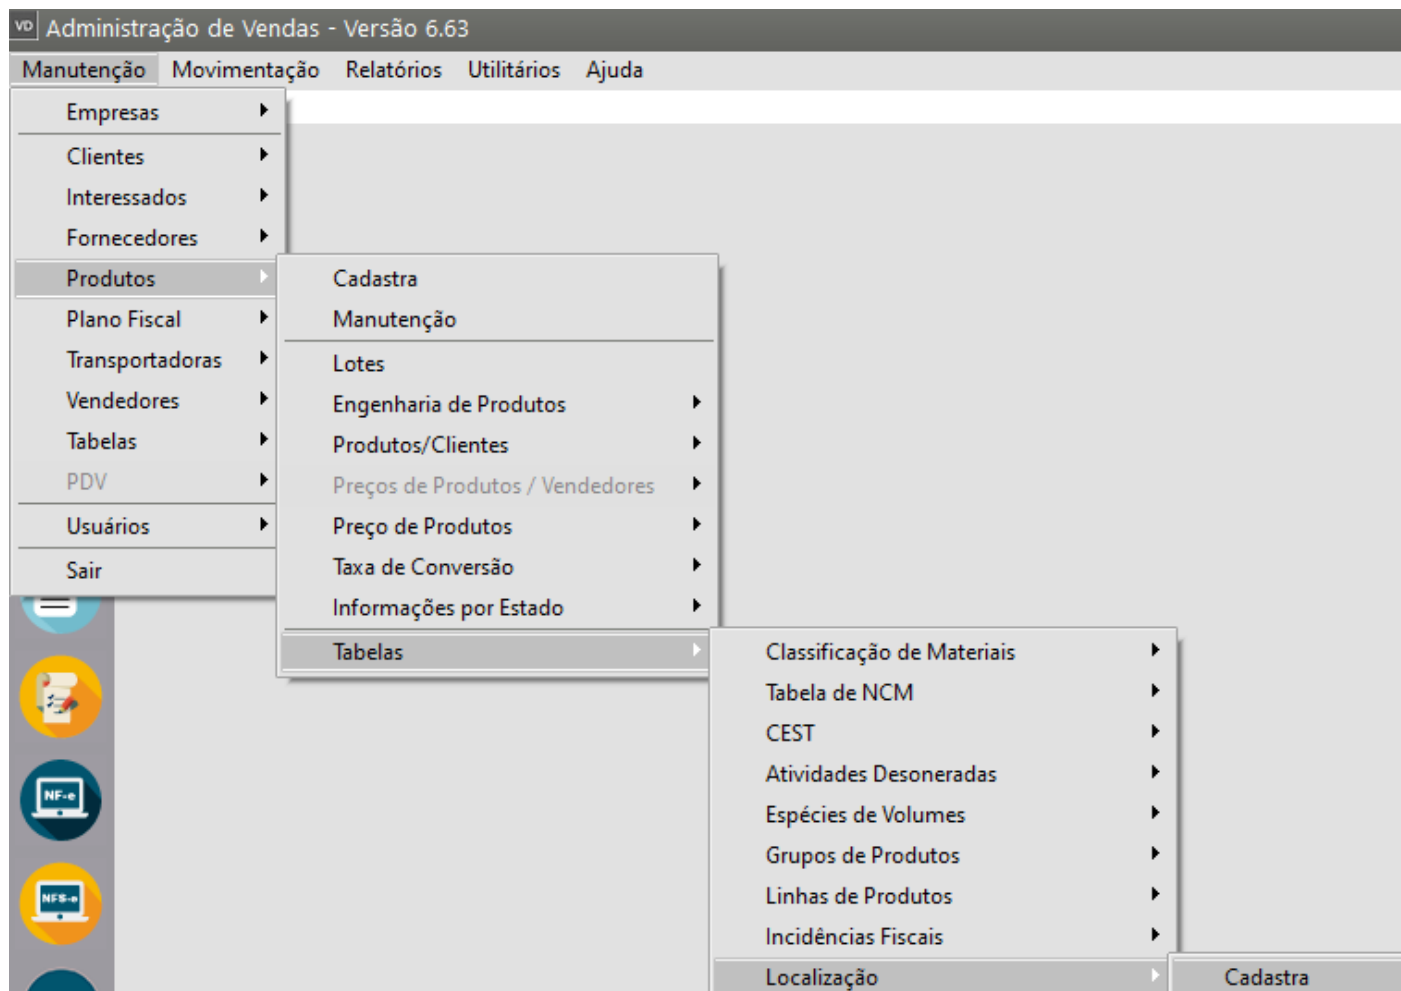 VD Administração de Vendas - Versão 6.63
Manutenção Movimentação Relatórios Utilitários Ajuda
Empresas
Clientes
Interessados
Fornecedores
Produtos
Plano Fiscal
Transportadoras
Vendedores
Tabelas
PDV
Usuários
Sair
Cadastra
Manutenção
Lotes
Engenharia de Produtos
Produtos/Clientes
Preços de Produtos / Vendedores
Preço de Produtos
Taxa de Conversão
Informações por Estado
Tabelas
Classificação de Materiais
Tabela de NCM
CEST
Atividades Desoneradas
Espécies de Volumes
Grupos de Produtos
Linhas de Produtos
Incidências Fiscais
Localização
Cadastra
NF-e
NFS-e